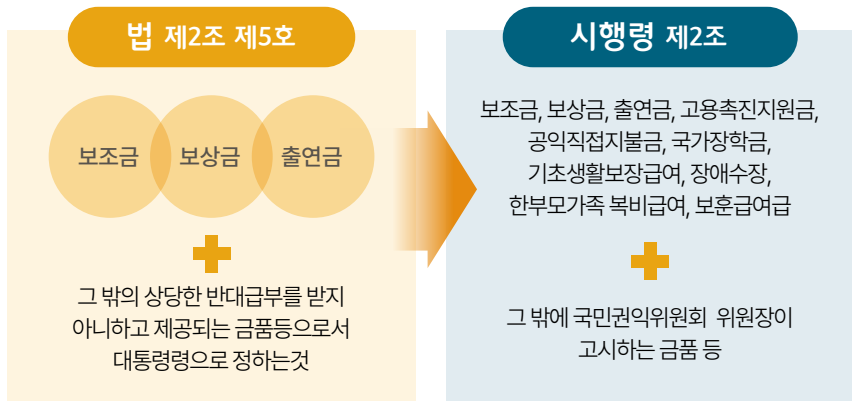 법 제2조 제5호
보조금
보상금
출연금
그 밖의 상당한 반대급부를 받지
아니하고 제공되는 금품등으로서
대통령령으로 정하는것
시행령 제2조
보조금, 보상금, 출연금, 고용촉진지원금,
공익직접지불금, 국가장학금,
기초생활보장급여, 장애수장,
한부모가족 복비급여, 보훈급여급
그 밖에 국민권익위원회 위원장이
고시하는 금품 등